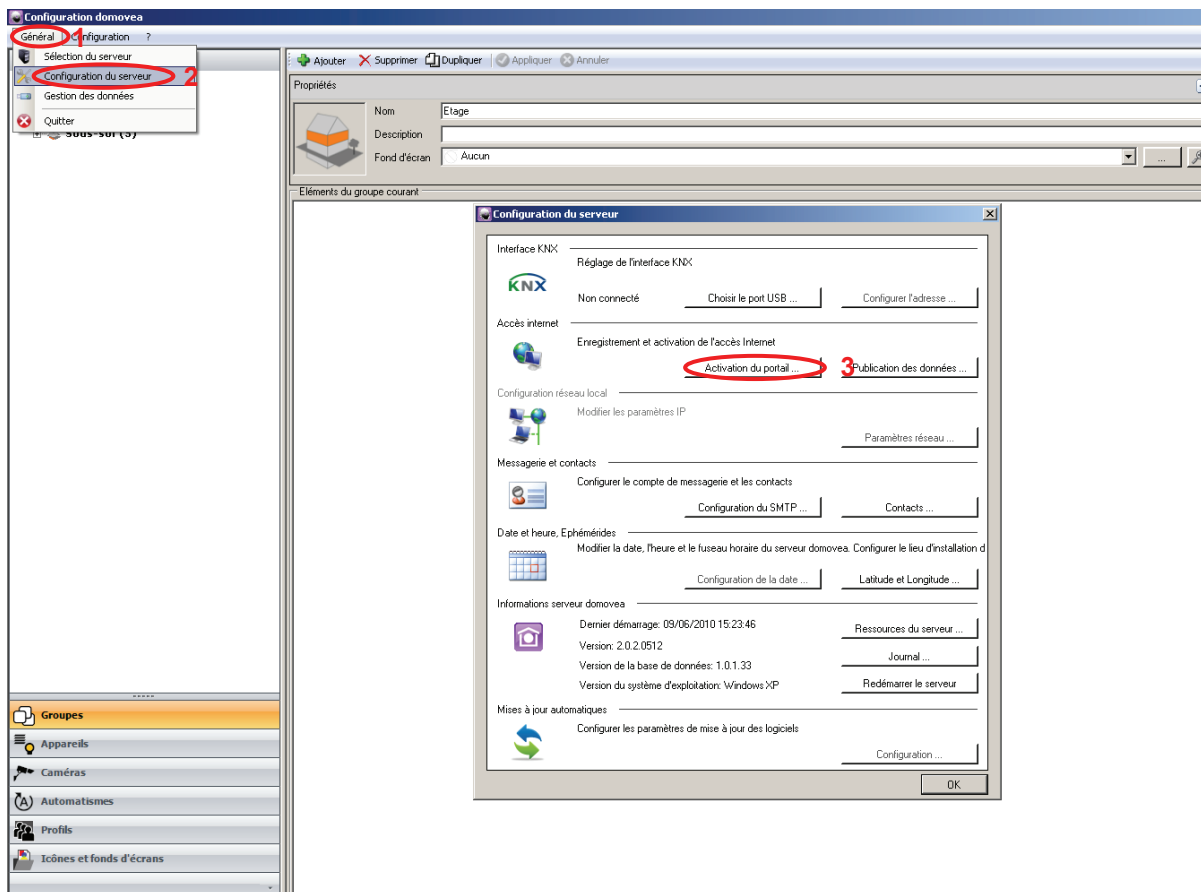 Configuration domovea
Général 1 Configuration ?
Sélection du serveur
Configuration du serveur 2
Gestion des données
Quitter
Sous-sol (3)
Ajouter Supprimer Dupliquer Appliquer Annuler
Propriétés
Nom Etage
Description
Fond d'écran Aucun ...
Eléments du groupe courant
Configuration du serveur
Interface KNX
Réglage de l'interface KNX
KNX
Non connecté Choisir le port USB ... Configurer l'adresse ...
Accès internet
Enregistrement et activation de l'accès Internet
Activation du portail ... 3 Publication des données ...
Configuration réseau local
Modifier les paramètres IP
Paramètres réseau ...
Messagerie et contacts
Configurer le compte de messagerie et les contacts
Configuration du SMTP ... Contacts ...
Date et heure, Ephémérides
Modifier la date, l'heure et le fuseau horaire du serveur domovea. Configurer le lieu d'installation d
Configuration de la date ... Latitude et Longitude ...
Informations serveur domovea
Dernier démarrage: 09/06/2010 15:23:46 Ressources du serveur ...
Version: 2.0.2.0512
Journal ...
Version de la base de données: 1.0.1.33
Version du système d'exploitation: Windows XP Redémarrer le serveur
Mises à jour automatiques
Configurer les paramètres de mise à jour des logiciels
Configuration ...
OK
Groupes
Appareils
Caméras
Automatismes
Profils
Icônes et fonds d'écrans